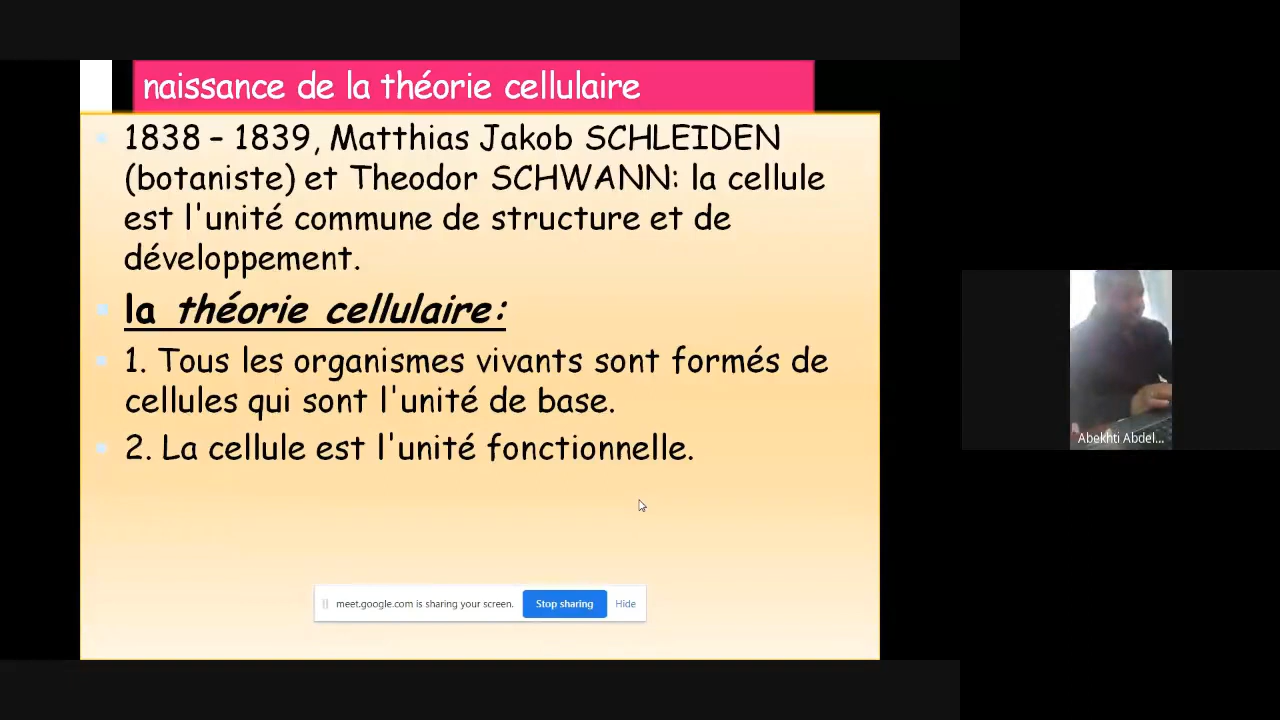 naissance de la théorie cellulaire
1838 – 1839, Matthias Jakob SCHLEIDEN
(botaniste) et Theodor SCHWANN: la cellule
est l'unité commune de structure et de
développement.
la théorie cellulaire:
1. Tous les organismes vivants sont formés de
cellules qui sont l'unité de base.
2. La cellule est l'unité fonctionnelle.
meet.google.com is sharing your screen. Stop sharing Hide
Abekhti Abdel...